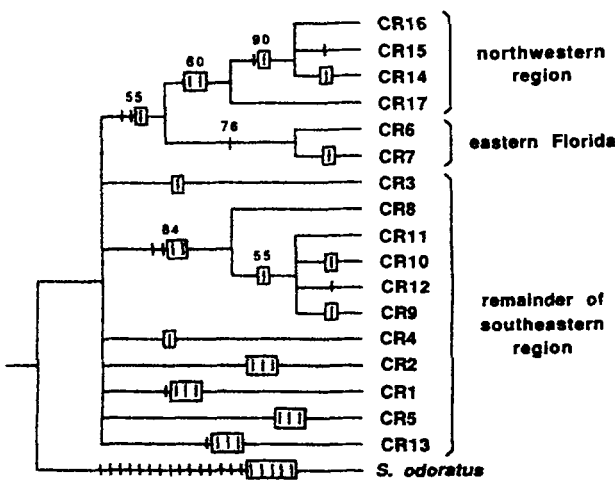 CR16
90
CR15
northwestern
60
CR14
region
55
CR17
76
CR6
eastern Florida
CR7
CR3
CR8
84
CR11
55
CR10
CR12
remainder of
CR9
southeastern
CR4
region
CR2
CR1
CR5
CR13
S. odoratus